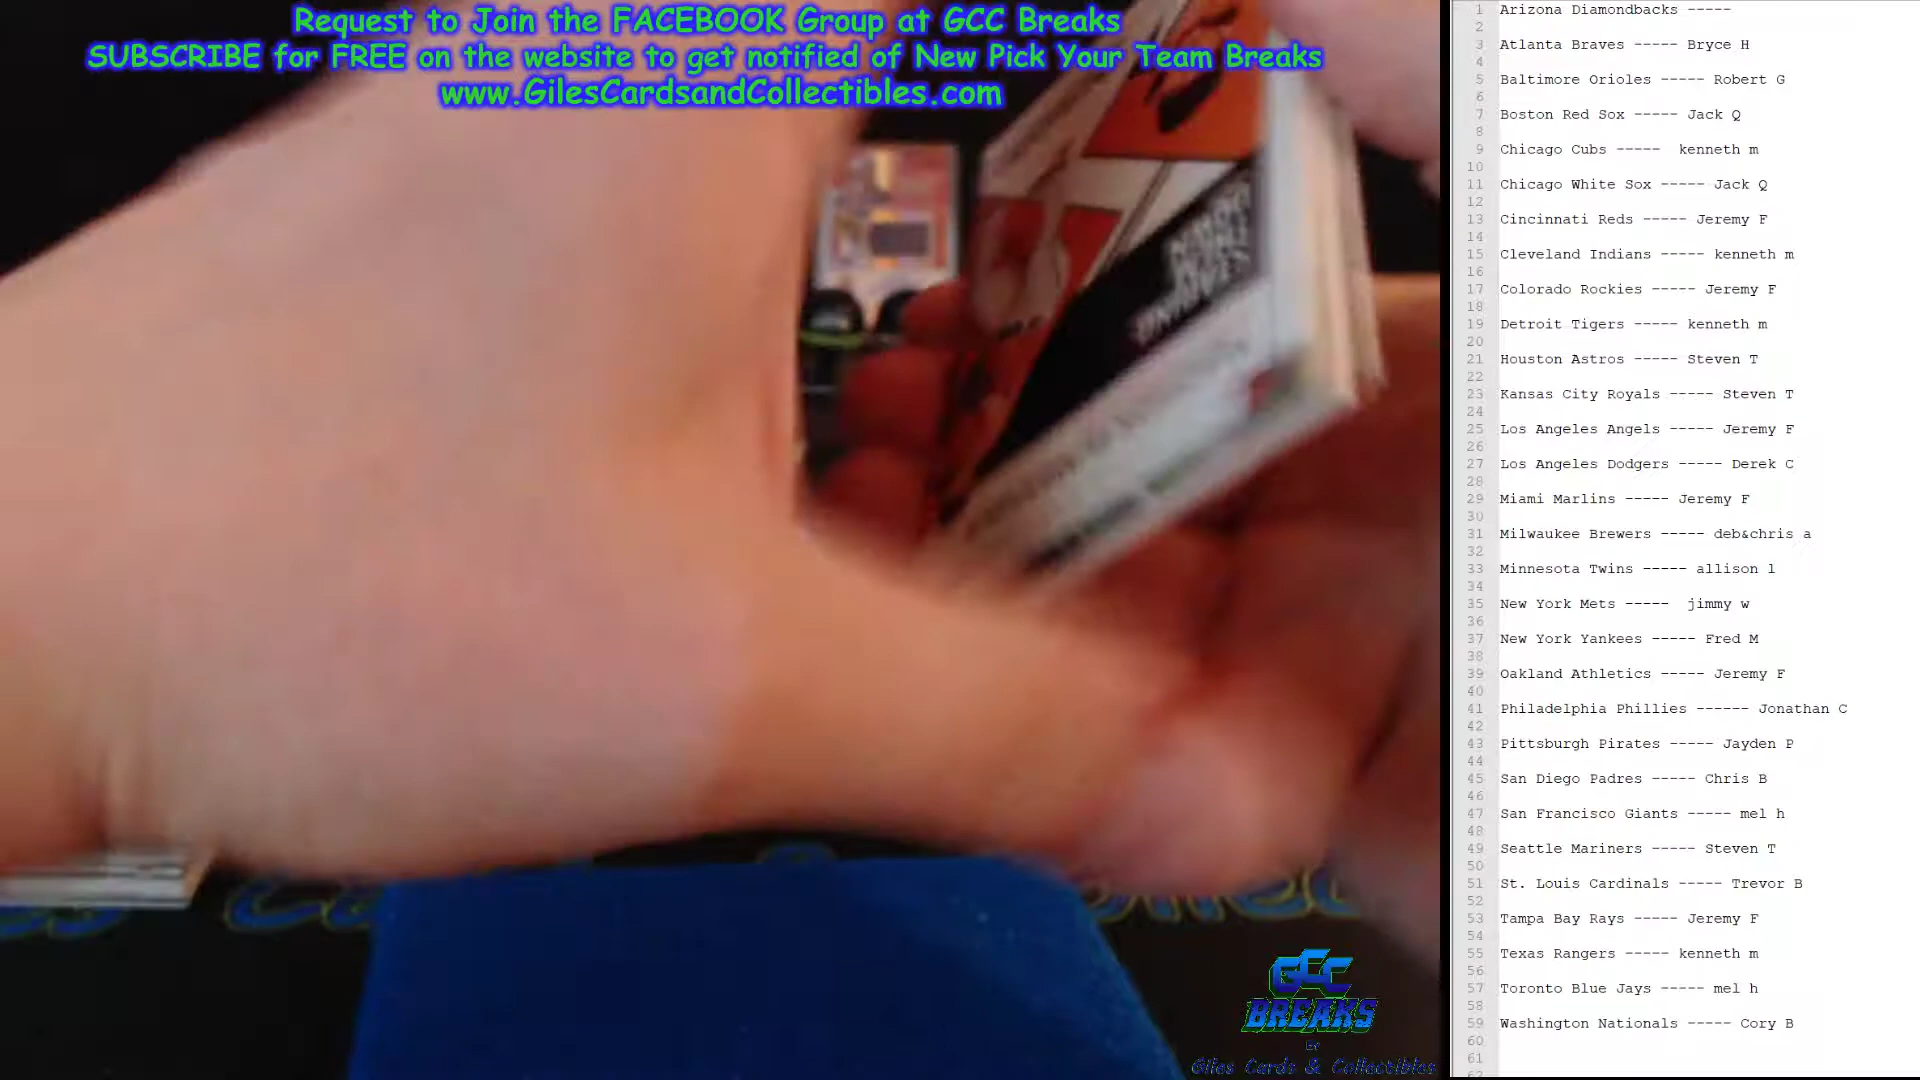 Request to Join the FACEBOOK Group at GCC Breaks
SUBSCRIBE for FREE on the website to get notified of New Pick Your Team Breaks
www.GilesCardsandCollectibles.com
1 Arizona Diamondbacks -----
2
3 Atlanta Braves ----- Bryce H
4
5 Baltimore Orioles ----- Robert G
6
7 Boston Red Sox ----- Jack Q
8
9 Chicago Cubs ----- kenneth m
10
11 Chicago White Sox ----- Jack Q
12
13 Cincinnati Reds ----- Jeremy F
14
15 Cleveland Indians ----- kenneth m
16
17 Colorado Rockies ----- Jeremy F
18
19 Detroit Tigers ----- kenneth m
20
21 Houston Astros ----- Steven T
22
23 Kansas City Royals ----- Steven T
24
25 Los Angeles Angels ----- Jeremy F
26
27 Los Angeles Dodgers ----- Derek C
28
29 Miami Marlins ----- Jeremy F
30
31 Milwaukee Brewers ----- deb&chris a
32
33 Minnesota Twins ----- allison l
34
35 New York Mets ----- jimmy w
36
37 New York Yankees ----- Fred M
38
39 Oakland Athletics ----- Jeremy F
40
41 Philadelphia Phillies ------ Jonathan C
42
43 Pittsburgh Pirates ----- Jayden P
44
45 San Diego Padres ----- Chris B
46
47 San Francisco Giants ----- mel h
48
49 Seattle Mariners ----- Steven T
50
51 St. Louis Cardinals ----- Trevor B
52
53 Tampa Bay Rays ----- Jeremy F
54
55 Texas Rangers ----- kenneth m
56
57 Toronto Blue Jays ----- mel h
58
59 Washington Nationals ----- Cory B
60
61
GCC
BREAKS
BY
Giles Cards & Collectibles